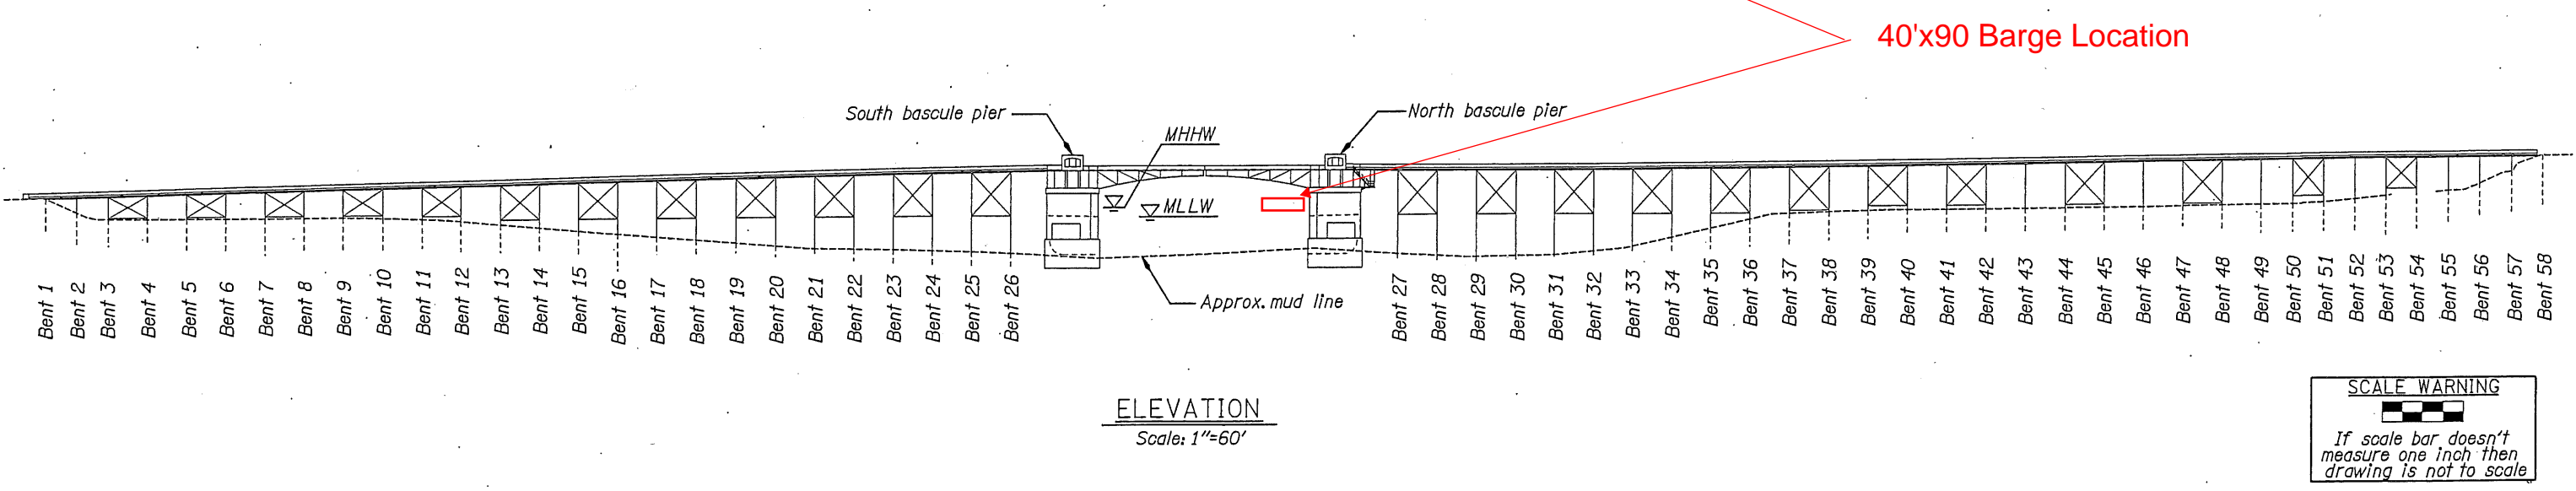 40'x90 Barge Location
South bascule pier
North bascule pier
MHHW
MLLW
Approx. mud line
Bent 1
Bent 2
Bent 3
Bent 4
Bent 5
Bent 6
Bent 7
Bent 8
Bent 9
Bent 10
Bent 11
Bent 12
Bent 13
Bent 14
Bent 15
Bent 16
Bent 17
Bent 18
Bent 19
Bent 20
Bent 21
Bent 22
Bent 23
Bent 24
Bent 25
Bent 26
Bent 27
Bent 28
Bent 29
Bent 30
Bent 31
Bent 32
Bent 33
Bent 34
Bent 35
Bent 36
Bent 37
Bent 38
Bent 39
Bent 40
Bent 41
Bent 42
Bent 43
Bent 44
Bent 45
Bent 46
Bent 47
Bent 48
Bent 49
Bent 50
Bent 51
Bent 52
Bent 53
Bent 54
Bent 55
Bent 56
Bent 57
Bent 58
ELEVATION
Scale: 1"=60'
SCALE WARNING
If scale bar doesn't
measure one inch then
drawing is not to scale